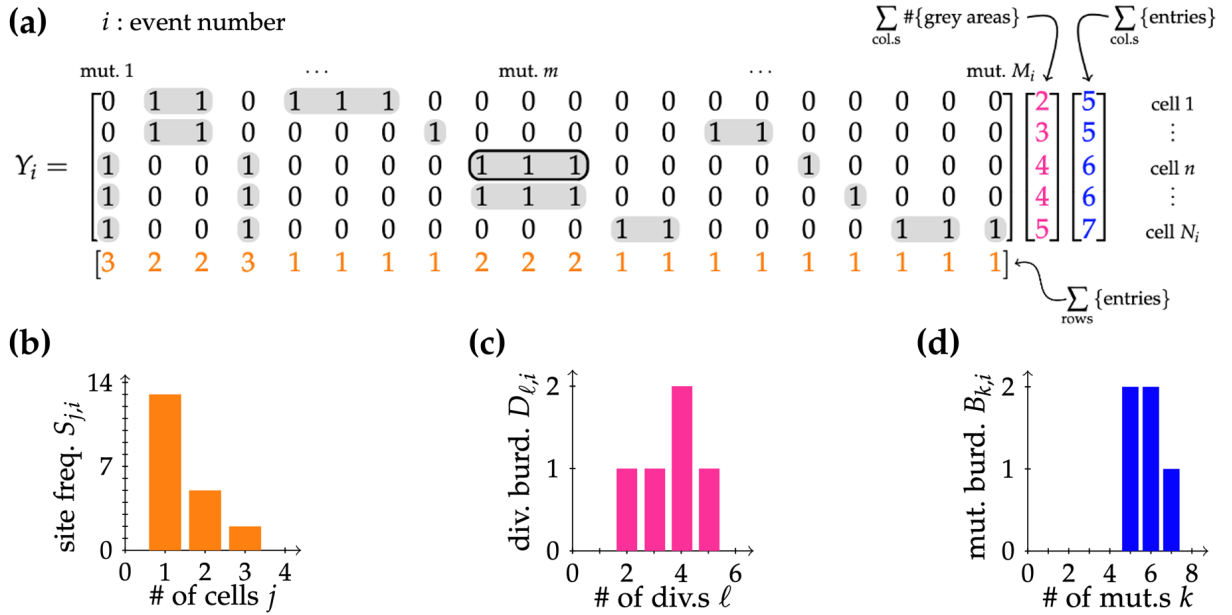 (a) i : event number
∑ col.s #{grey areas} ∑ col.s {entries}
mut. 1 ⋯ mut. m ⋯ mut. Mᵢ
0 1 1 0 1 1 1 0 0 0 0 0 0 0 0 0 0 0 0 0 2 5 cell 1
0 1 1 0 0 0 0 1 0 0 0 0 0 1 1 0 0 0 0 0 3 5 ⋮
Yᵢ = 1 0 0 1 0 0 0 0 1 1 1 0 0 0 0 1 0 0 0 0 4 6 cell n
1 0 0 1 0 0 0 0 1 1 1 0 0 0 0 0 1 0 0 0 4 6 ⋮
1 0 0 1 0 0 0 0 0 0 0 1 1 0 0 0 0 1 1 1 5 7 cell Nᵢ
[3 2 2 3 1 1 1 1 2 2 2 1 1 1 1 1 1 1 1 1]
∑ rows {entries}
(b)
site freq. Sⱼ,ᵢ
14
7
0
0 1 2 3 4
# of cells j
(c)
div. burd. Dℓ,ᵢ
2
1
0
0 2 4 6
# of div.s ℓ
(d)
mut. burd. Bₖ,ᵢ
2
1
0
0 2 4 6 8
# of mut.s k